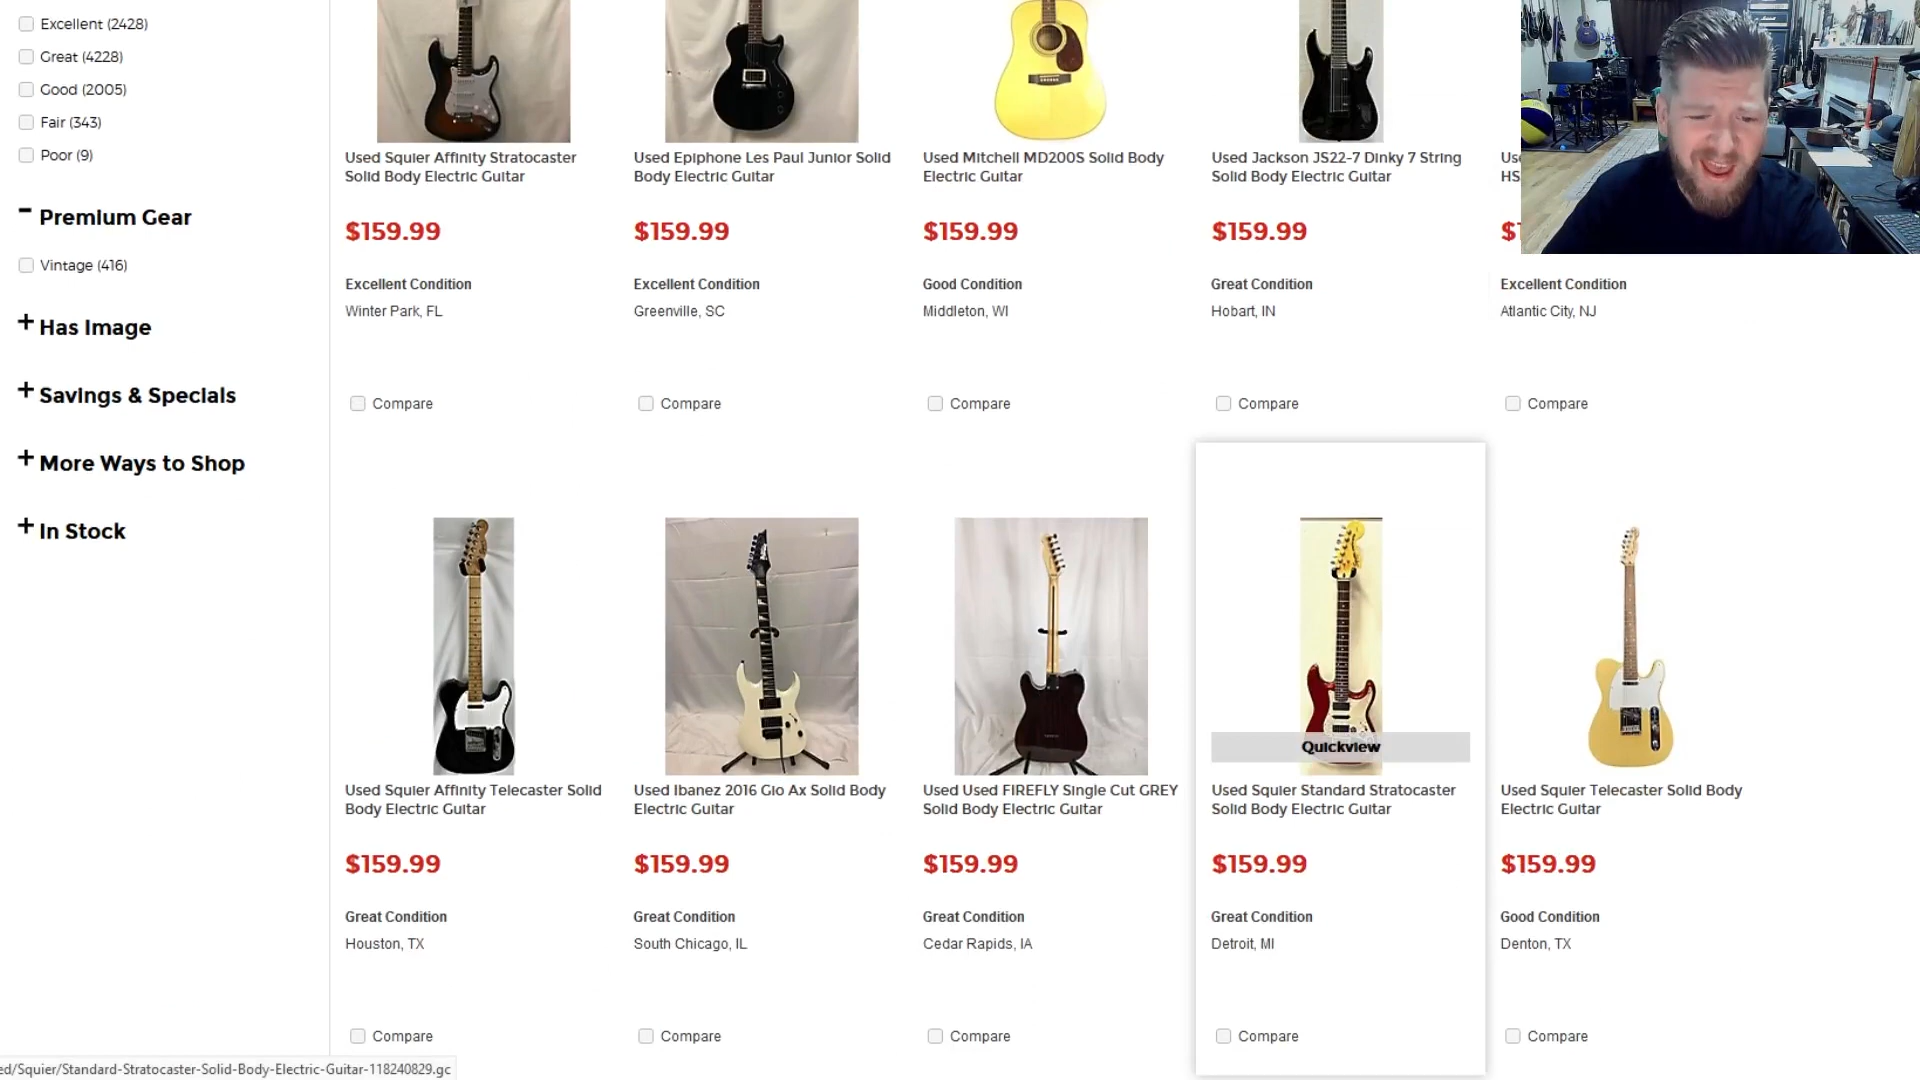 Excellent (2428)
Great (4228)
Good (2005)
Fair (343)
Poor (9)
- Premium Gear
Vintage (416)
+ Has Image
+ Savings & Specials
+ More Ways to Shop
+ In Stock
Used Squier Affinity Stratocaster
Solid Body Electric Guitar
$159.99
Excellent Condition
Winter Park, FL
Compare
Used Epiphone Les Paul Junior Solid
Body Electric Guitar
$159.99
Excellent Condition
Greenville, SC
Compare
Used Mitchell MD200S Solid Body
Electric Guitar
$159.99
Good Condition
Middleton, WI
Compare
Used Jackson JS22-7 Dinky 7 String
Solid Body Electric Guitar
$159.99
Great Condition
Hobart, IN
Compare
Excellent Condition
Atlantic City, NJ
Compare
Used Squier Affinity Telecaster Solid
Body Electric Guitar
$159.99
Great Condition
Houston, TX
Compare
Used Ibanez 2016 Gio Ax Solid Body
Electric Guitar
$159.99
Great Condition
South Chicago, IL
Compare
Used Used FIREFLY Single Cut GREY
Solid Body Electric Guitar
$159.99
Great Condition
Cedar Rapids, IA
Compare
Quickview
Used Squier Standard Stratocaster
Solid Body Electric Guitar
$159.99
Great Condition
Detroit, MI
Compare
Used Squier Telecaster Solid Body
Electric Guitar
$159.99
Good Condition
Denton, TX
Compare
ed/Squier/Standard-Stratocaster-Solid-Body-Electric-Guitar-118240829.gc